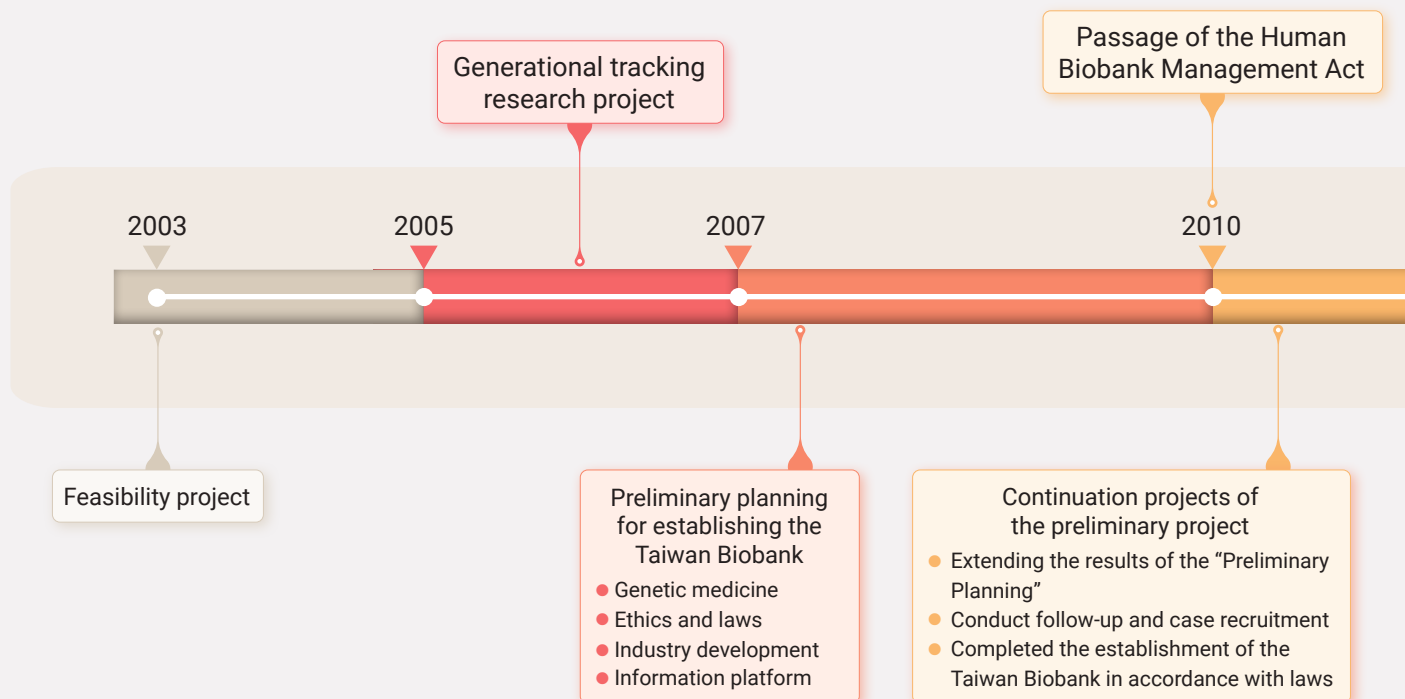 Generational tracking
research project
Passage of the Human
Biobank Management Act
2003
2005
2007
2010
Feasibility project
Preliminary planning
for establishing the
Taiwan Biobank
Genetic medicine
Ethics and laws
Industry development
Information platform
Continuation projects of
the preliminary project
Extending the results of the “Preliminary
Planning”
Conduct follow-up and case recruitment
Completed the establishment of the
Taiwan Biobank in accordance with laws